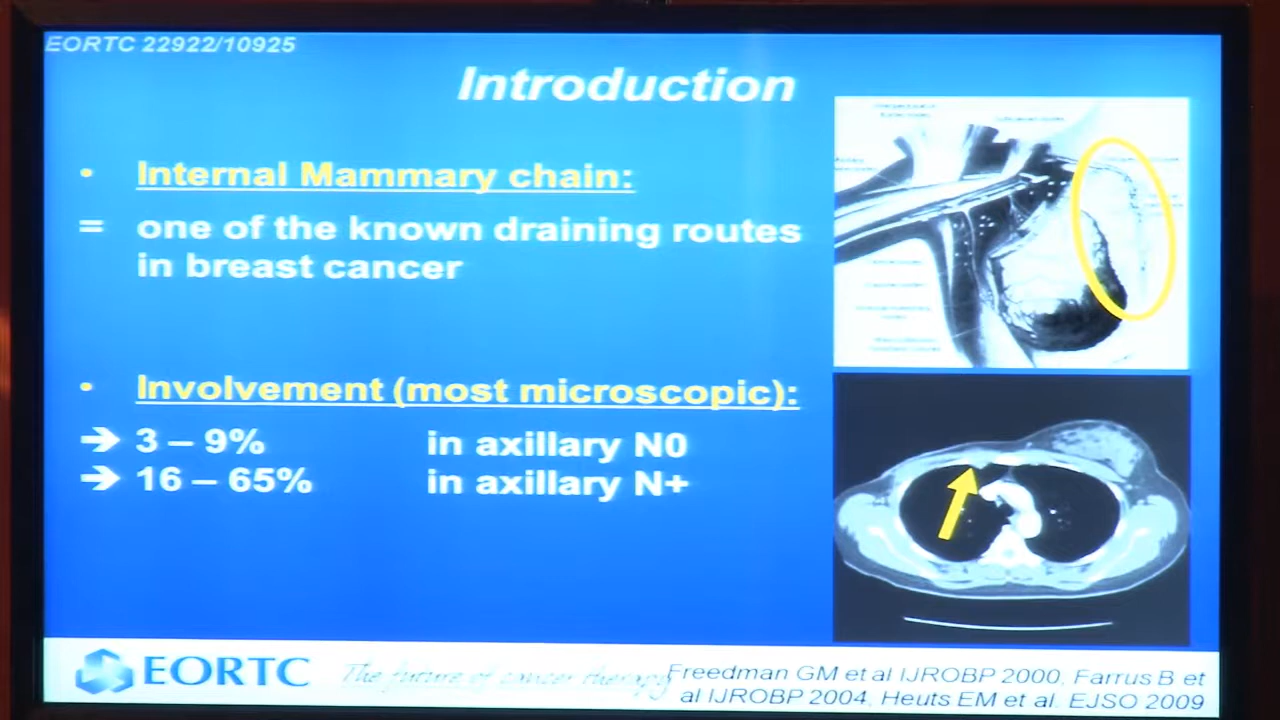 EORTC 22922/10925
Introduction
• Internal Mammary chain:
= one of the known draining routes
in breast cancer
• Involvement (most microscopic):
➔ 3 – 9% in axillary N0
➔ 16 – 65% in axillary N+
EORTC The future of cancer therapy
Freedman GM et al IJROBP 2000, Farrus B et
al IJROBP 2004, Heuts EM et al. EJSO 2009